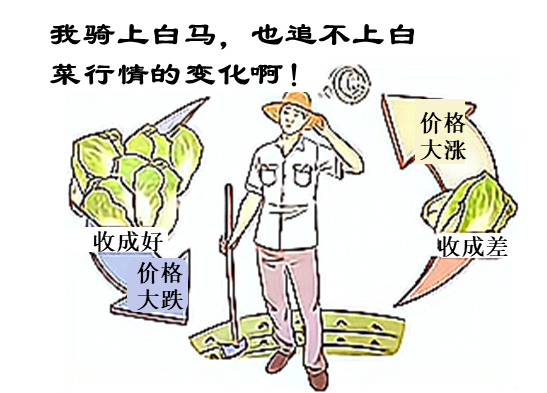 我骑上白马，也追不上白
菜行情的变化啊！
价格
大涨
收成好
收成差
价格
大跌